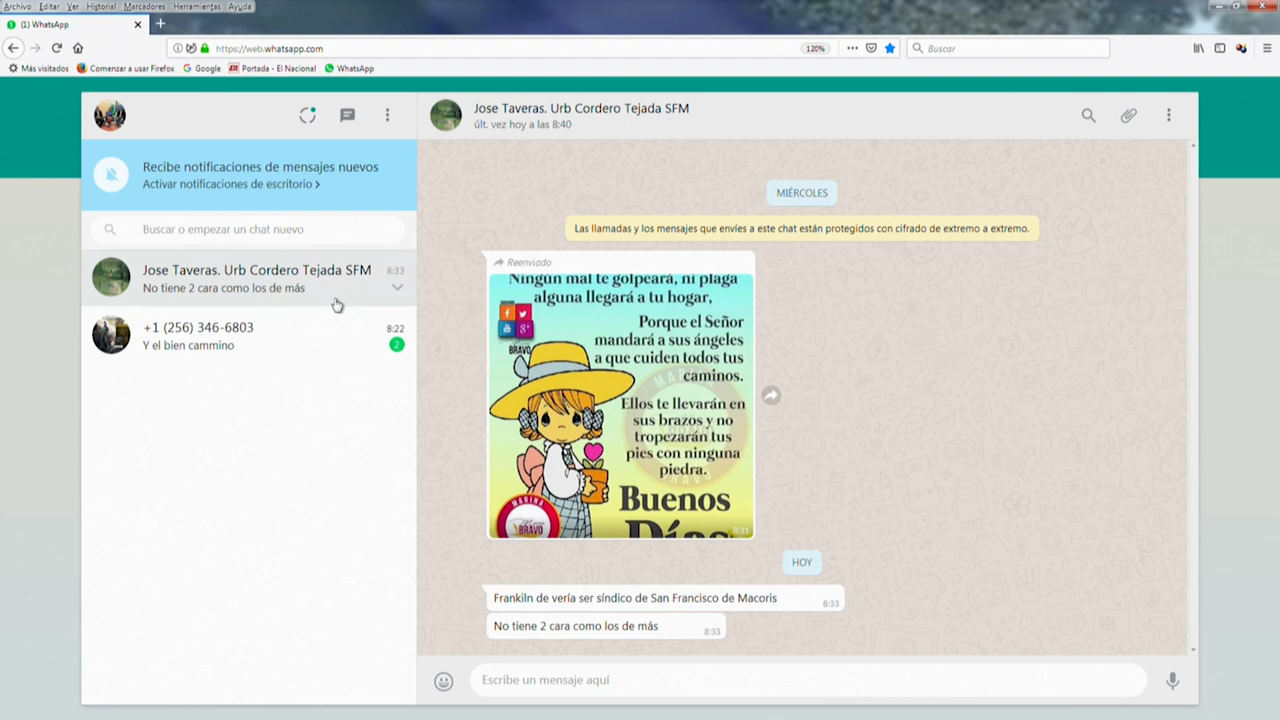 Archivo Editar Ver Historial Marcadores Herramientas Ayuda
(1) WhatsApp
https://web.whatsapp.com
120%
Buscar
Más visitados
Comenzar a usar Firefox
Google
Portada - El Nacional
WhatsApp
Jose Taveras. Urb Cordero Tejada SFM
últ. vez hoy a las 8:40
Recibe notificaciones de mensajes nuevos
Activar notificaciones de escritorio >
Buscar o empezar un chat nuevo
Jose Taveras. Urb Cordero Tejada SFM
8:33
No tiene 2 cara como los de más
+1 (256) 346-6803
8:22
Y el bien cammino
2
MIÉRCOLES
Las llamadas y los mensajes que envíes a este chat están protegidos con cifrado de extremo a extremo.
Reenviado
Ningún mal te golpeará, ni plaga
alguna llegará a tu hogar,
Porque el Señor
mandará a sus ángeles
a que cuiden todos tus
caminos.
Ellos te llevarán en
sus brazos y no
tropezarán tus
pies con ninguna
piedra.
Buenos
Días
BRAVO
MARINA
BRAVO
8:31
HOY
Frankiln de vería ser síndico de San Francisco de Macoris
8:33
No tiene 2 cara como los de más
8:33
Escribe un mensaje aquí